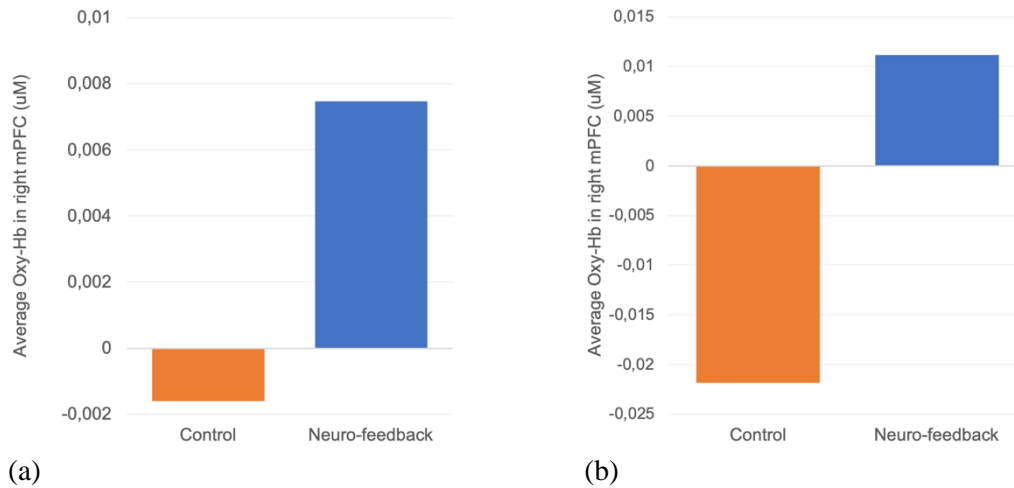 0,01
0,008
0,006
0,004
0,002
0
-0,002
Average Oxy-Hb in right mPFC (uM)
Control Neuro-feedback
(a)
0,015
0,01
0,005
0
-0,005
-0,01
-0,015
-0,02
-0,025
Average Oxy-Hb in right mPFC (uM)
Control Neuro-feedback
(b)